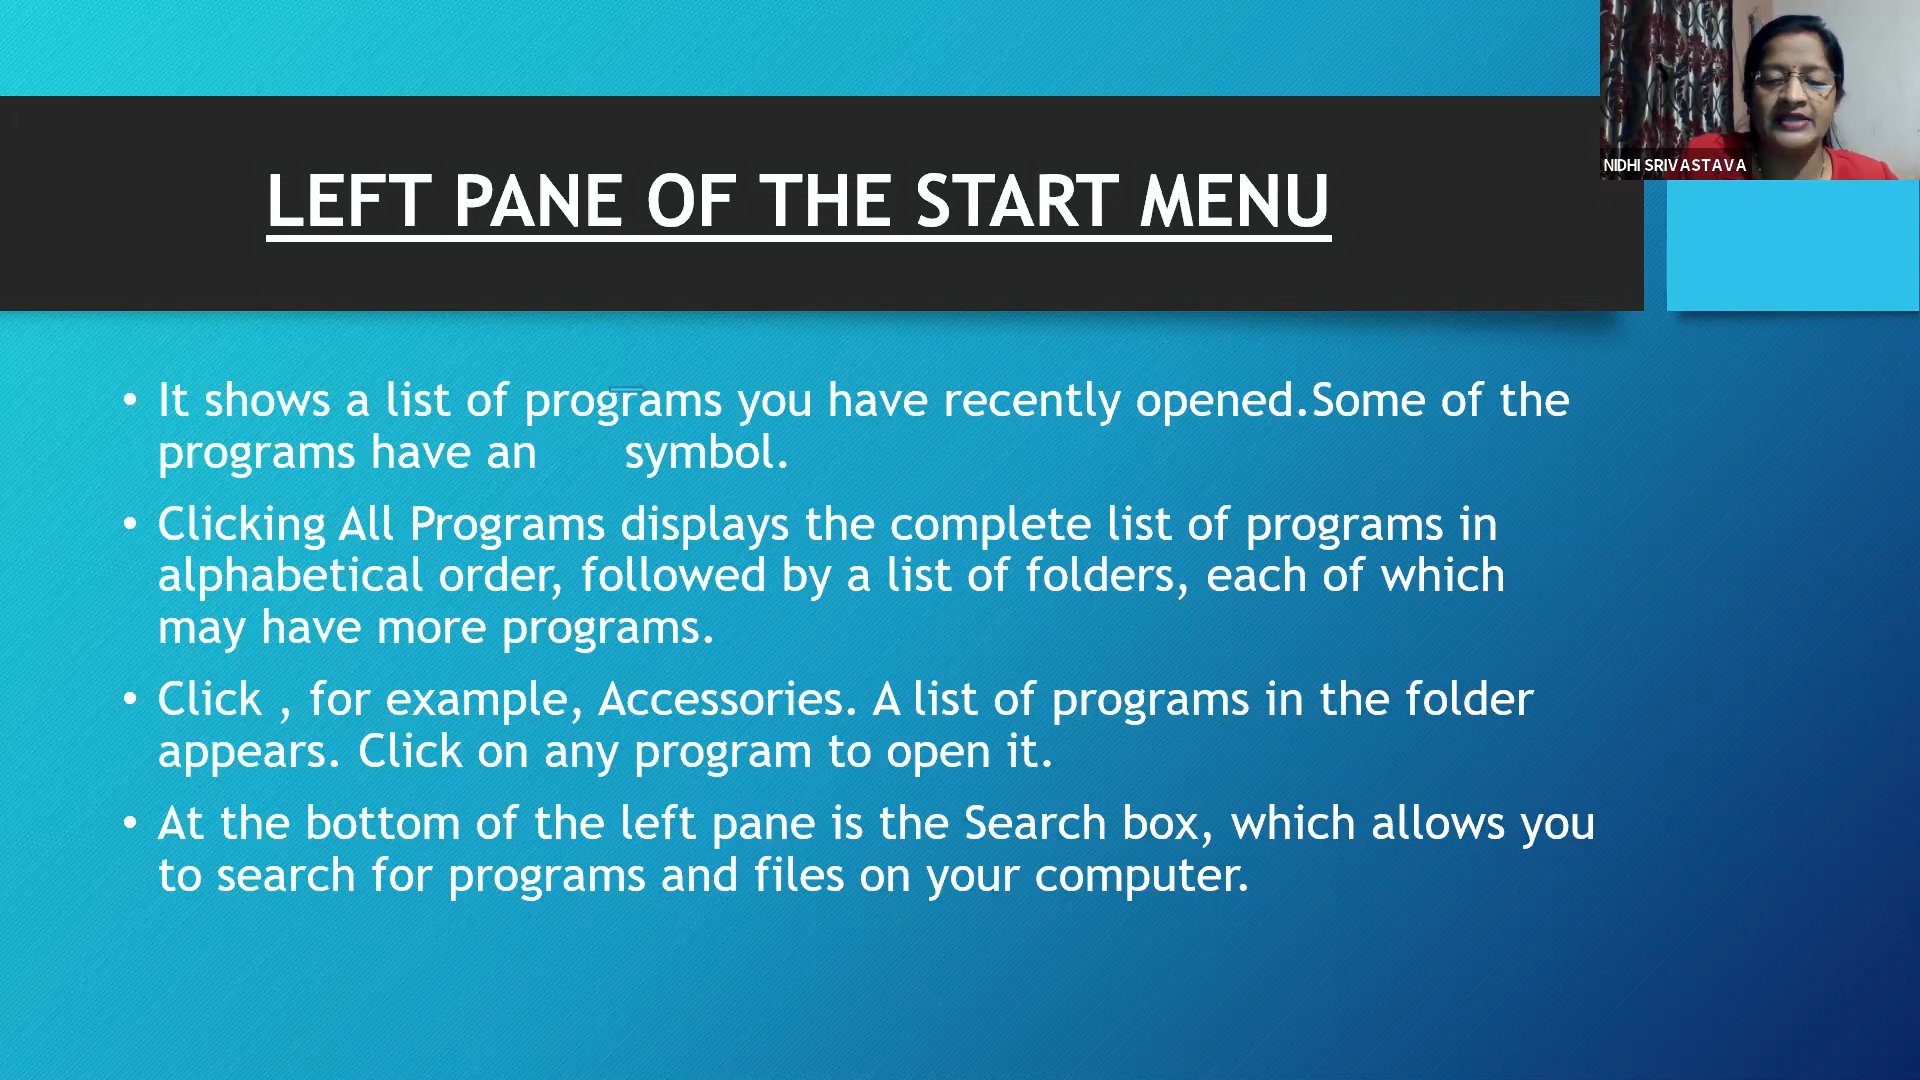 NIDHI SRIVASTAVA
LEFT PANE OF THE START MENU
• It shows a list of programs you have recently opened.Some of the
programs have an symbol.
• Clicking All Programs displays the complete list of programs in
alphabetical order, followed by a list of folders, each of which
may have more programs.
• Click , for example, Accessories. A list of programs in the folder
appears. Click on any program to open it.
• At the bottom of the left pane is the Search box, which allows you
to search for programs and files on your computer.